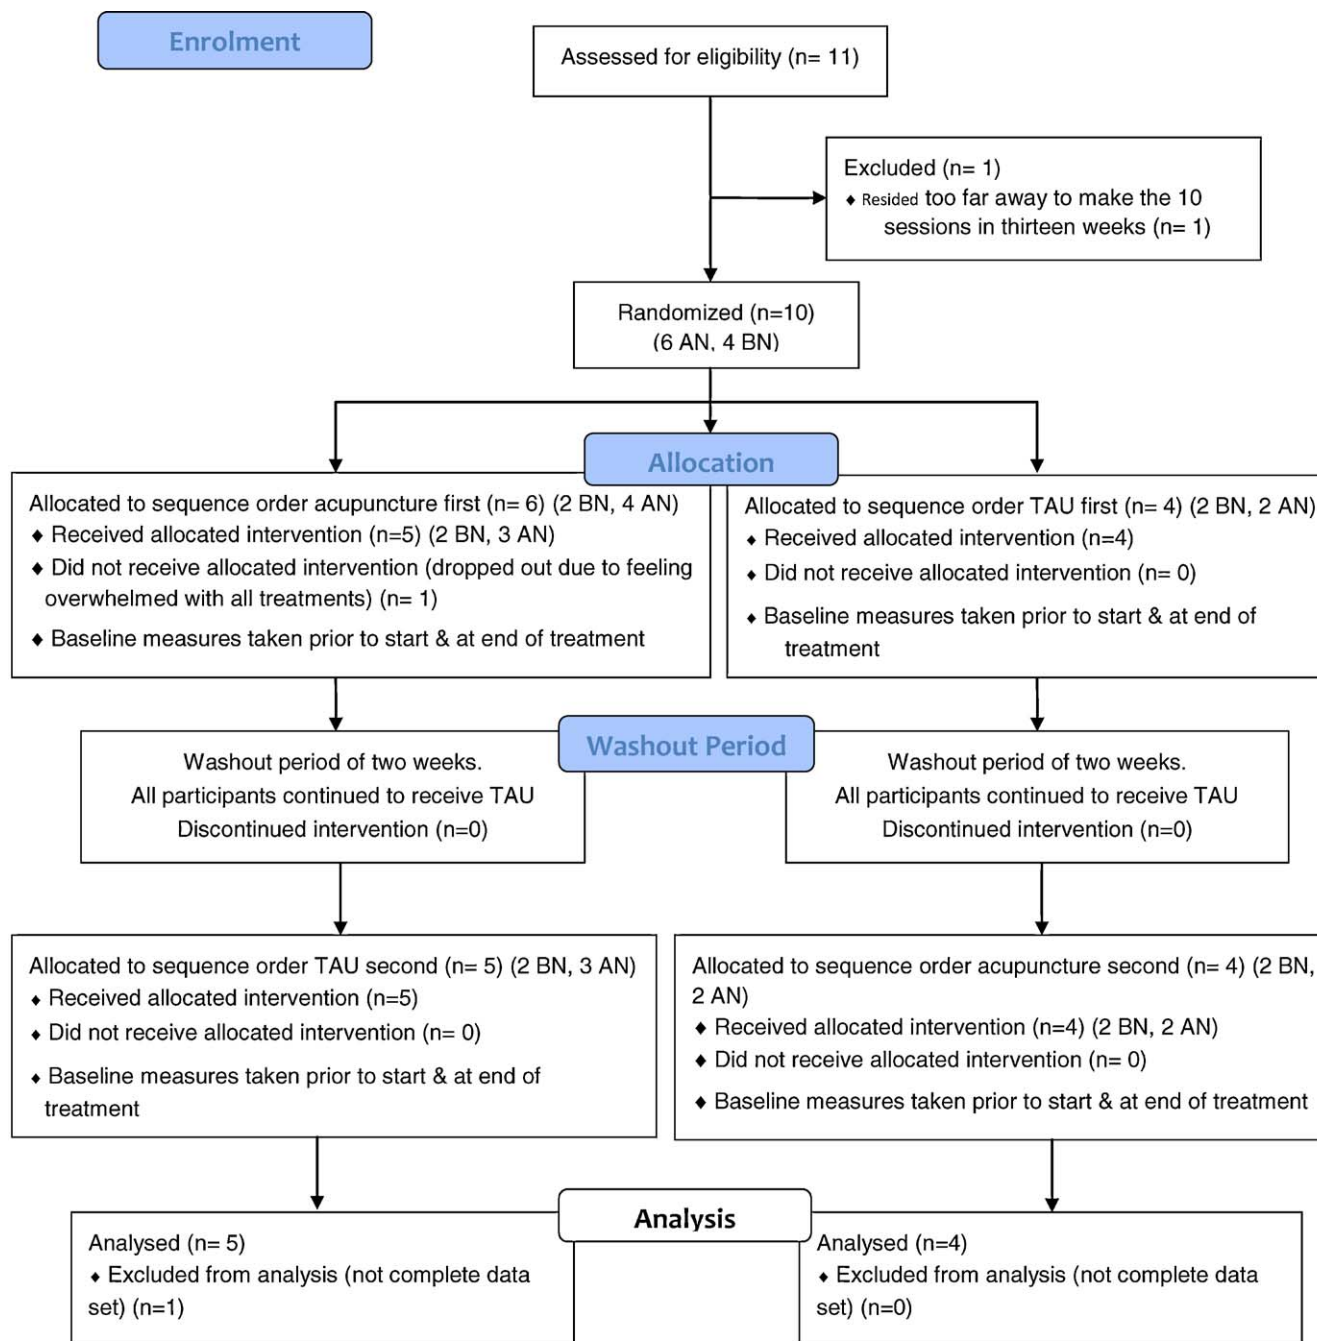 Enrolment
Assessed for eligibility (n= 11)
Excluded (n= 1)
♦ Resided too far away to make the 10
sessions in thirteen weeks (n= 1)
Randomized (n=10)
(6 AN, 4 BN)
Allocation
Allocated to sequence order acupuncture first (n= 6) (2 BN, 4 AN)
♦ Received allocated intervention (n=5) (2 BN, 3 AN)
♦ Did not receive allocated intervention (dropped out due to feeling
overwhelmed with all treatments) (n= 1)
♦ Baseline measures taken prior to start & at end of treatment
Allocated to sequence order TAU first (n= 4) (2 BN, 2 AN)
♦ Received allocated intervention (n=4)
♦ Did not receive allocated intervention (n= 0)
♦ Baseline measures taken prior to start & at end of
treatment
Washout Period
Washout period of two weeks.
All participants continued to receive TAU
Discontinued intervention (n=0)
Washout period of two weeks.
All participants continued to receive TAU
Discontinued intervention (n=0)
Allocated to sequence order TAU second (n= 5) (2 BN, 3 AN)
♦ Received allocated intervention (n=5)
♦ Did not receive allocated intervention (n= 0)
♦ Baseline measures taken prior to start & at end of
treatment
Allocated to sequence order acupuncture second (n= 4) (2 BN,
2 AN)
♦ Received allocated intervention (n=4) (2 BN, 2 AN)
♦ Did not receive allocated intervention (n= 0)
♦ Baseline measures taken prior to start & at end of treatment
Analysis
Analysed (n= 5)
♦ Excluded from analysis (not complete data
set) (n=1)
Analysed (n=4)
♦ Excluded from analysis (not complete data
set) (n=0)